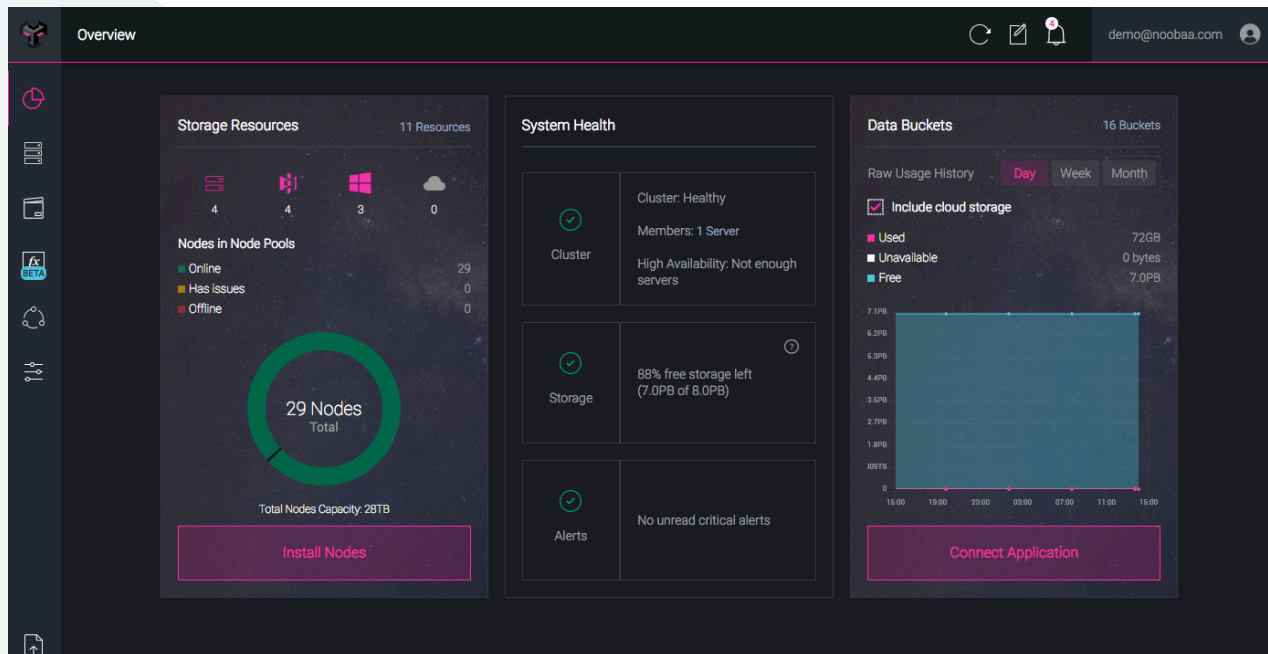 Overview
4
demo@noobaa.com
fx
BETA
Storage Resources
11 Resources
4
4
3
0
Nodes in Node Pools
Online
29
Has issues
0
Offline
0
29 Nodes
Total
Total Nodes Capacity: 28TB
Install Nodes
System Health
Cluster
Cluster: Healthy
Members: 1 Server
High Availability: Not enough
servers
Storage
?
88% free storage left
(7.0PB of 8.0PB)
Alerts
No unread critical alerts
Data Buckets
16 Buckets
Raw Usage History
Day
Week
Month
Include cloud storage
Used
72GB
Unavailable
0 bytes
Free
7.0PB
7.1PB
6.2PB
5.3PB
4.4PB
3.6PB
2.7PB
1.8PB
0
15:00
19:00
23:00
03:00
07:00
11:00
15:00
Connect Application